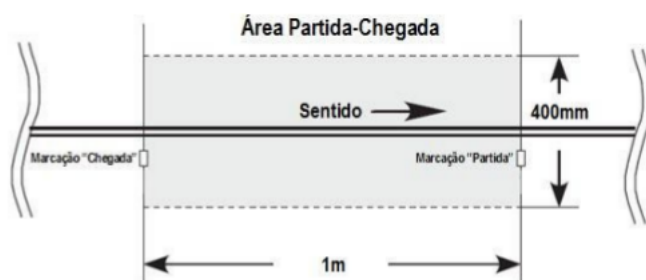 Área Partida-Chegada
Sentido
400mm
Marcação "Chegada"
Marcação "Partida"
1m